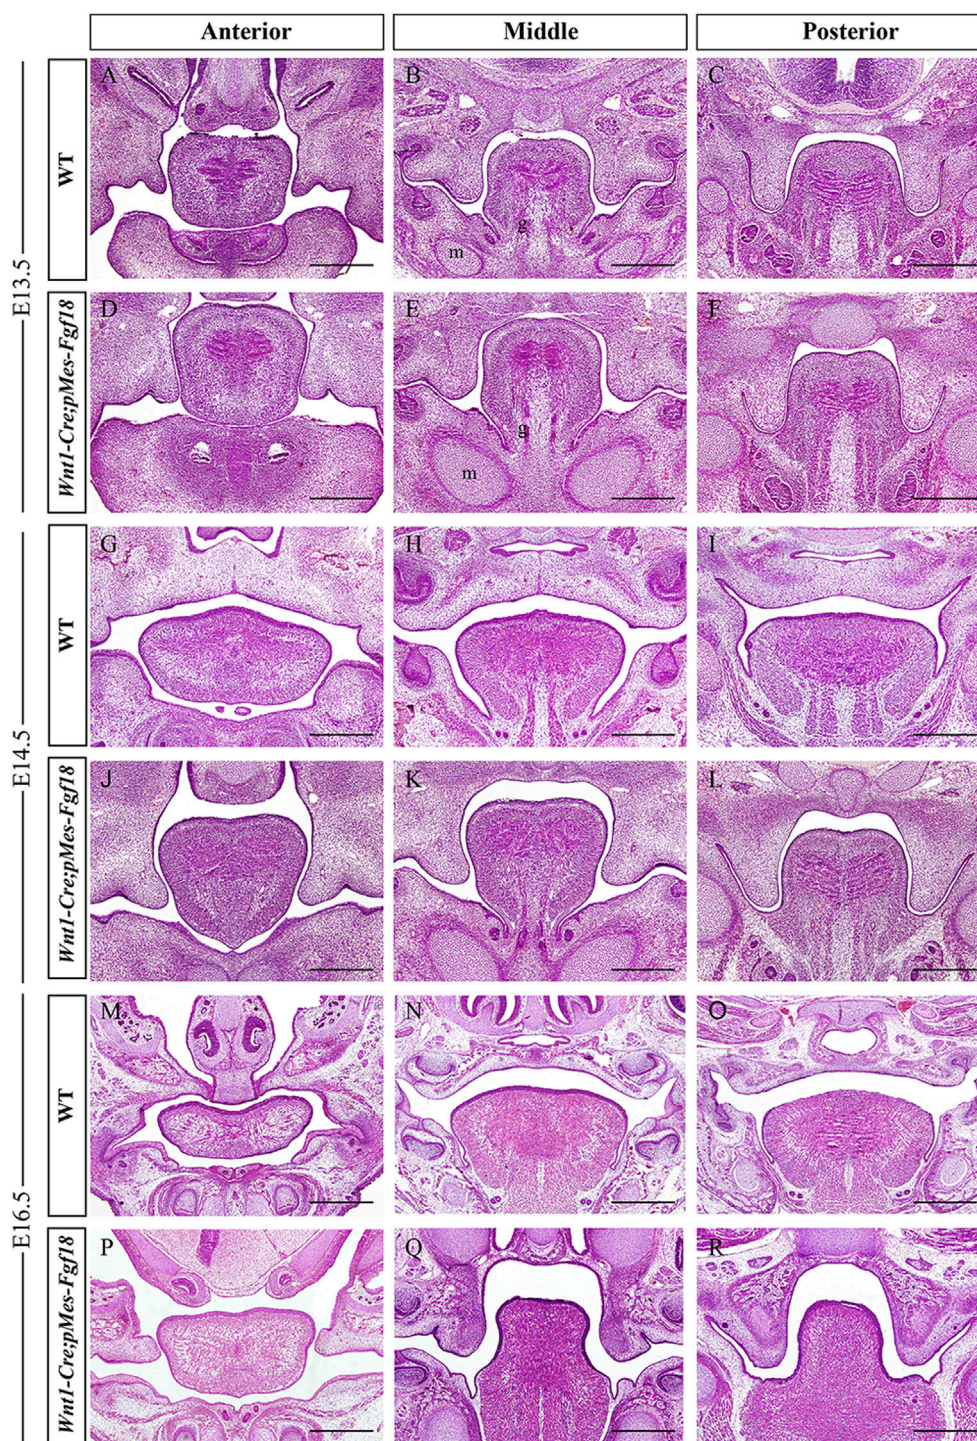 Anterior Middle Posterior
E13.5
WT
A B C
g
m
Wnt1-Cre;pMes-Fgf18
D E F
g
m
E14.5
WT
G H I
Wnt1-Cre;pMes-Fgf18
J K L
E16.5
WT
M N O
Wnt1-Cre;pMes-Fgf18
P Q R